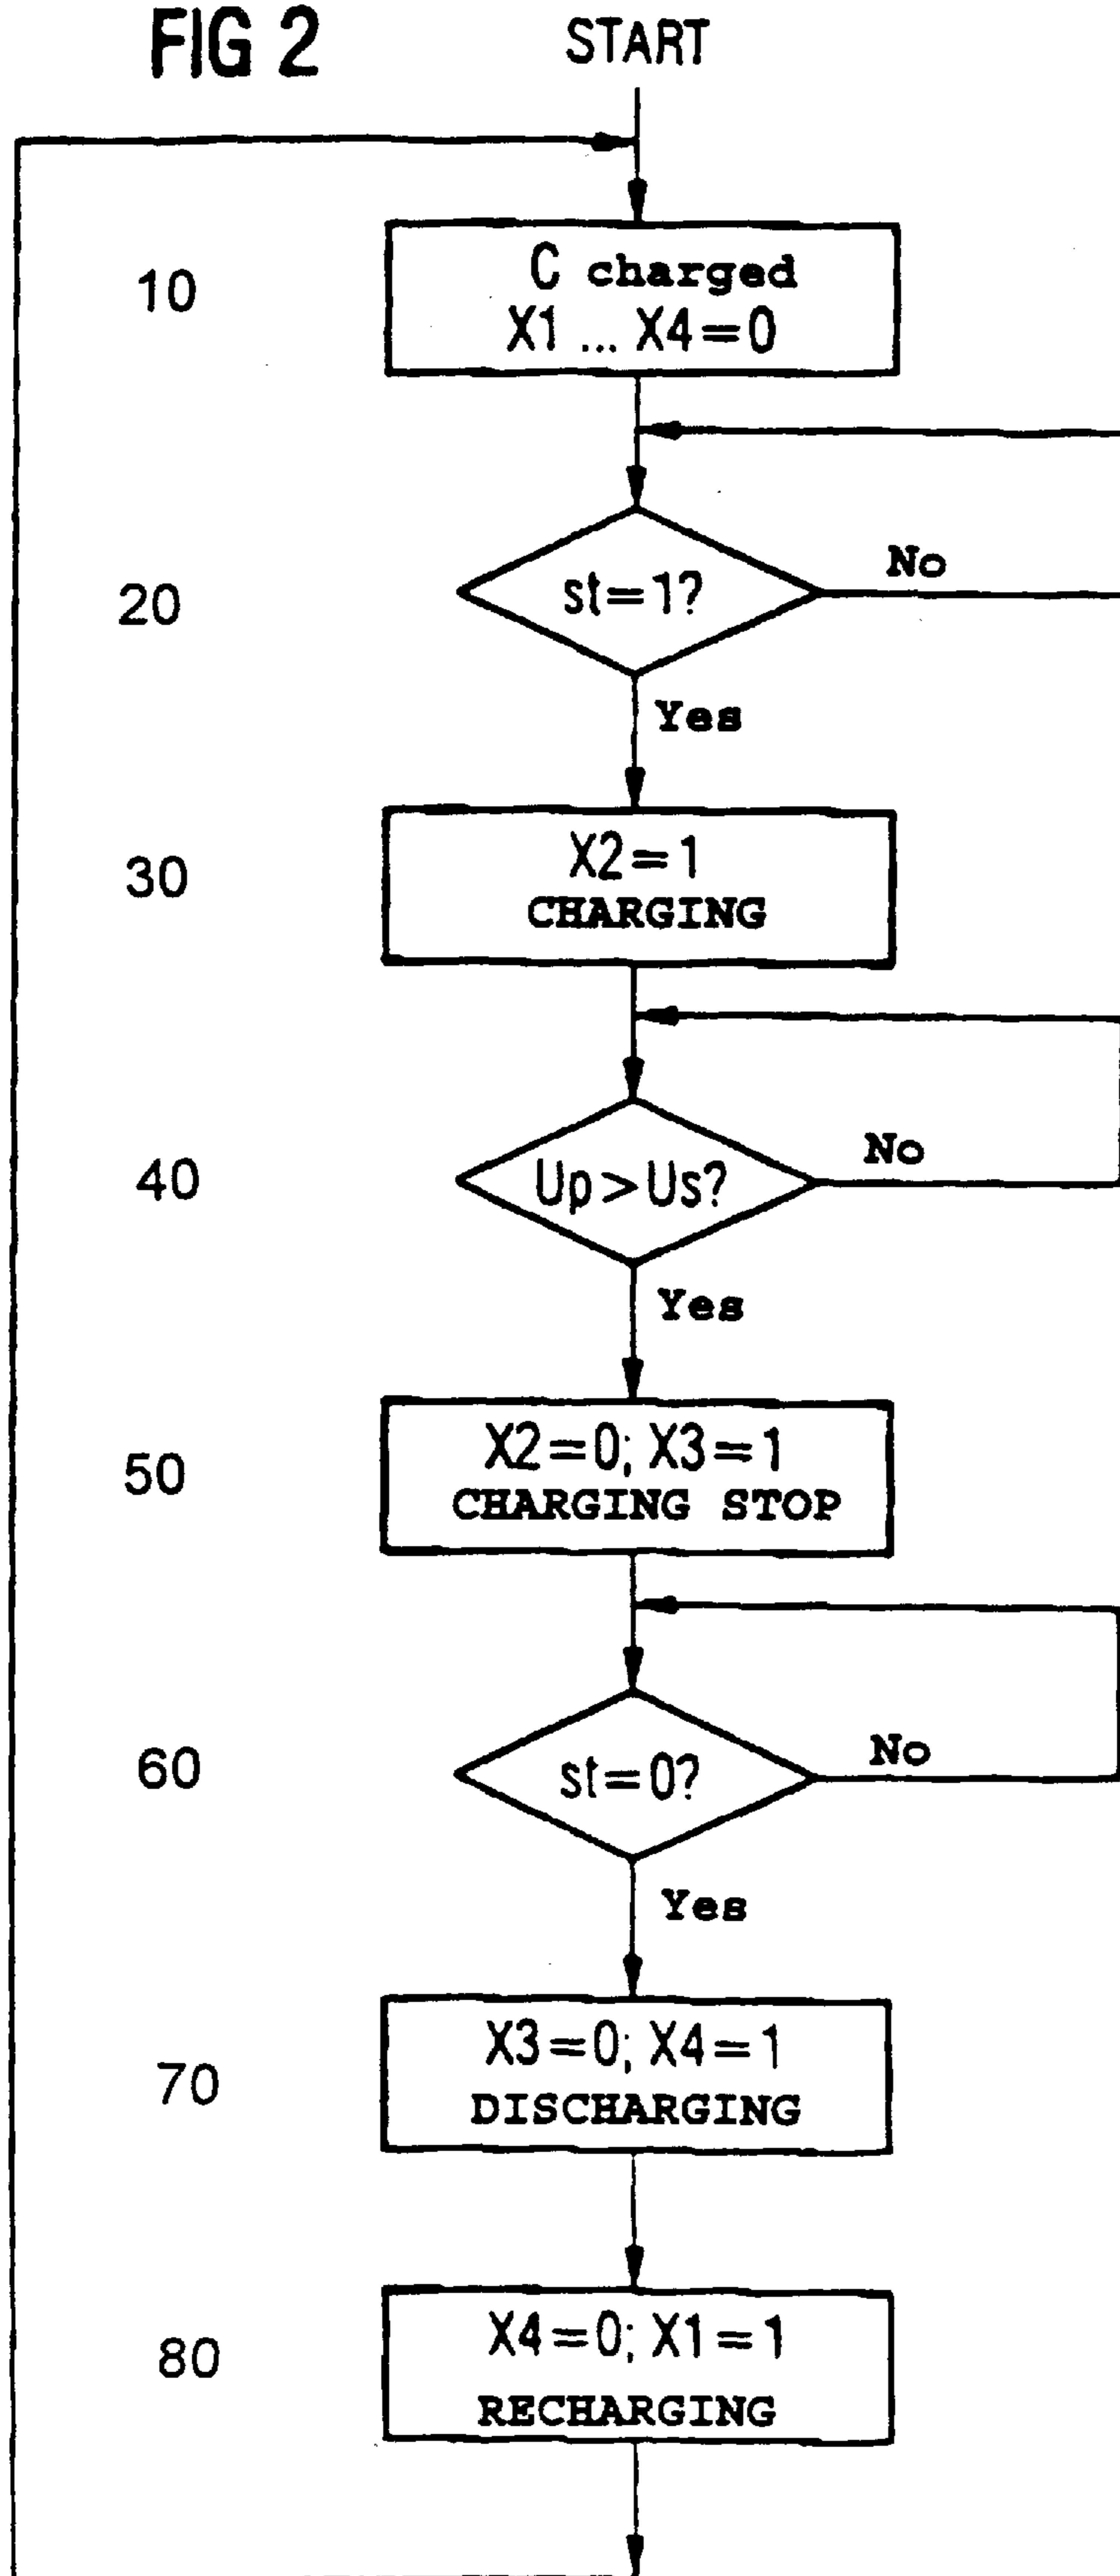 FIG 2
START
10
C charged
X1 ... X4=0
20
st=1?
No
Yes
30
X2=1
CHARGING
40
Up>Us?
No
Yes
50
X2=0; X3=1
CHARGING STOP
60
st=0?
No
Yes
70
X3=0; X4=1
DISCHARGING
80
X4=0; X1=1
RECHARGING